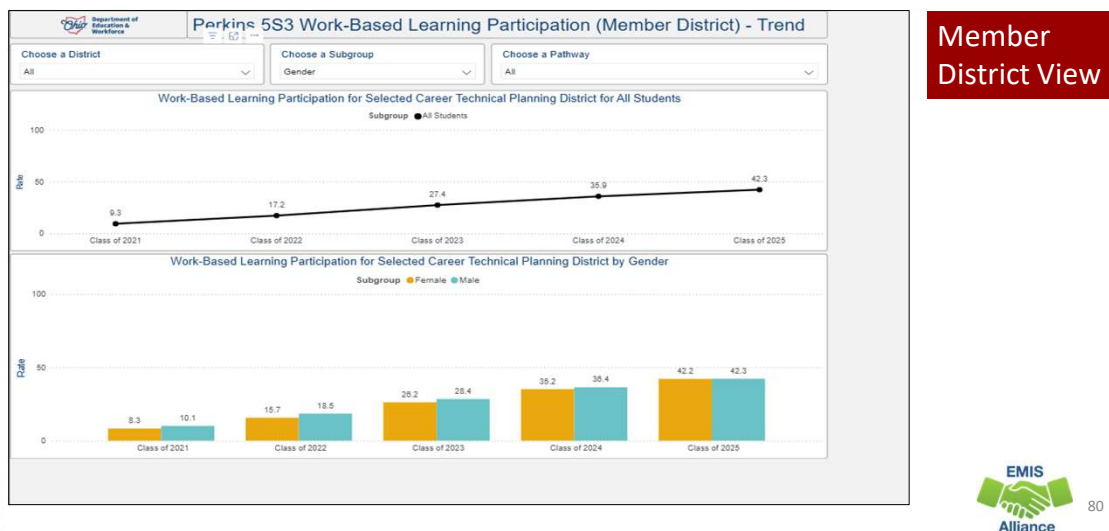 Ohio
Department of
Education &
Workforce
Perkins 5S3 Work-Based Learning Participation (Member District) - Trend
Member
District View
Choose a District
All
Choose a Subgroup
Gender
Choose a Pathway
All
Work-Based Learning Participation for Selected Career Technical Planning District for All Students
Subgroup All Students
100
50
0
Rate
9.3
17.2
27.4
35.9
42.3
Class of 2021
Class of 2022
Class of 2023
Class of 2024
Class of 2025
Work-Based Learning Participation for Selected Career Technical Planning District by Gender
Subgroup Female Male
100
50
0
Rate
8.3
10.1
15.7
18.5
26.2
28.4
35.2
36.4
42.2
42.3
Class of 2021
Class of 2022
Class of 2023
Class of 2024
Class of 2025
EMIS
Alliance
80